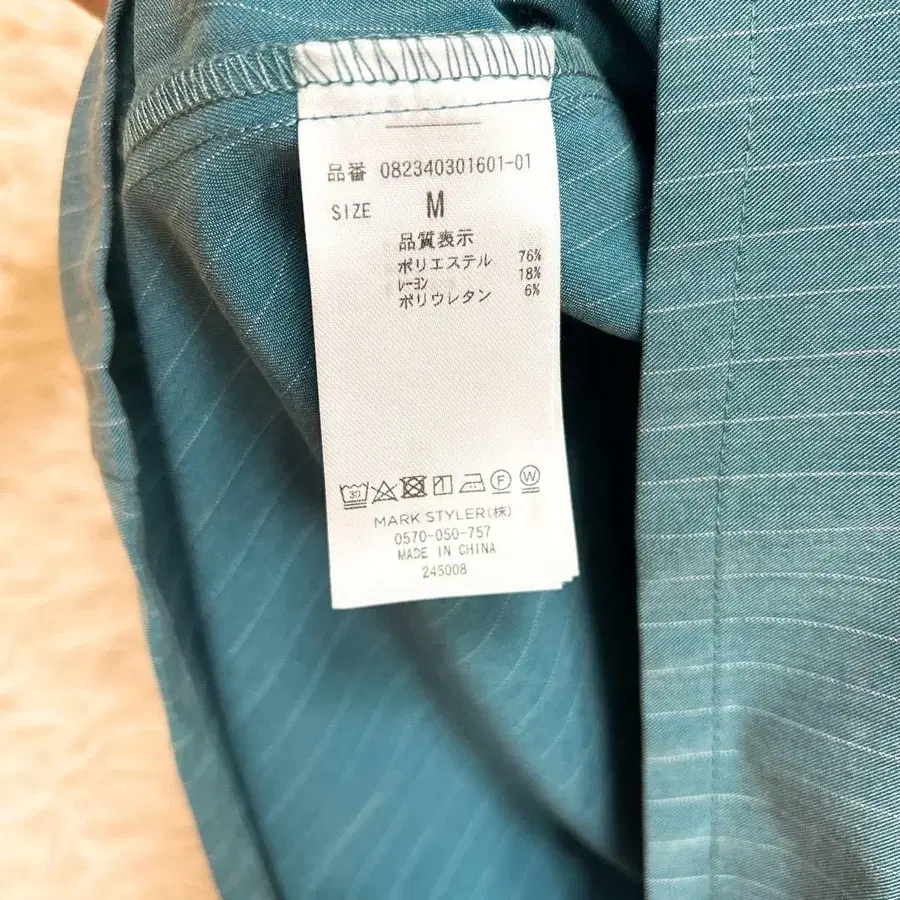 品番 082340301601-01
SIZE M
品質表示
ポリエステル 76%
レーヨン 18%
ポリウレタン 6%
30 F W
MARK STYLER(株)
0570-050-757
MADE IN CHINA
245008